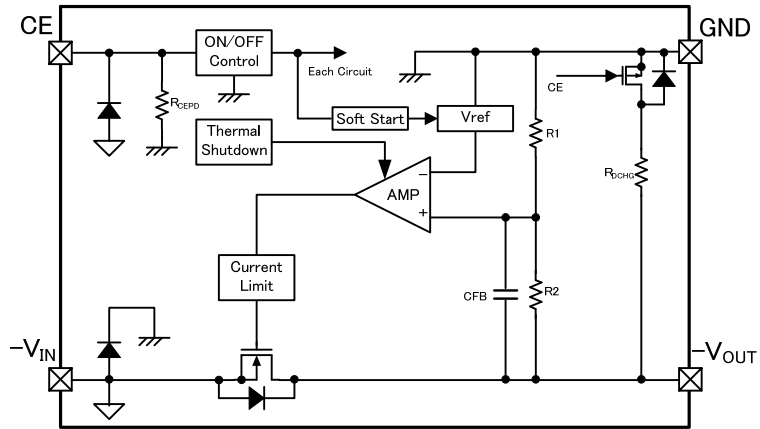 CE
GND
ON/OFF
Control
Each Circuit
RCEPD
CE
Soft Start
Vref
Thermal
Shutdown
R1
RDCHG
−
AMP
+
Current
Limit
CFB
R2
−VIN
−VOUT